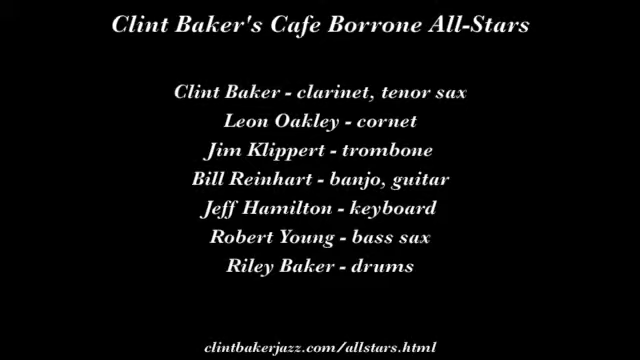 Clint Baker's Cafe Borrone All-Stars
Clint Baker - clarinet, tenor sax
Leon Oakley - cornet
Jim Klippert - trombone
Bill Reinhart - banjo, guitar
Jeff Hamilton - keyboard
Robert Young - bass sax
Riley Baker - drums
clintbakerjazz.com/allstars.html